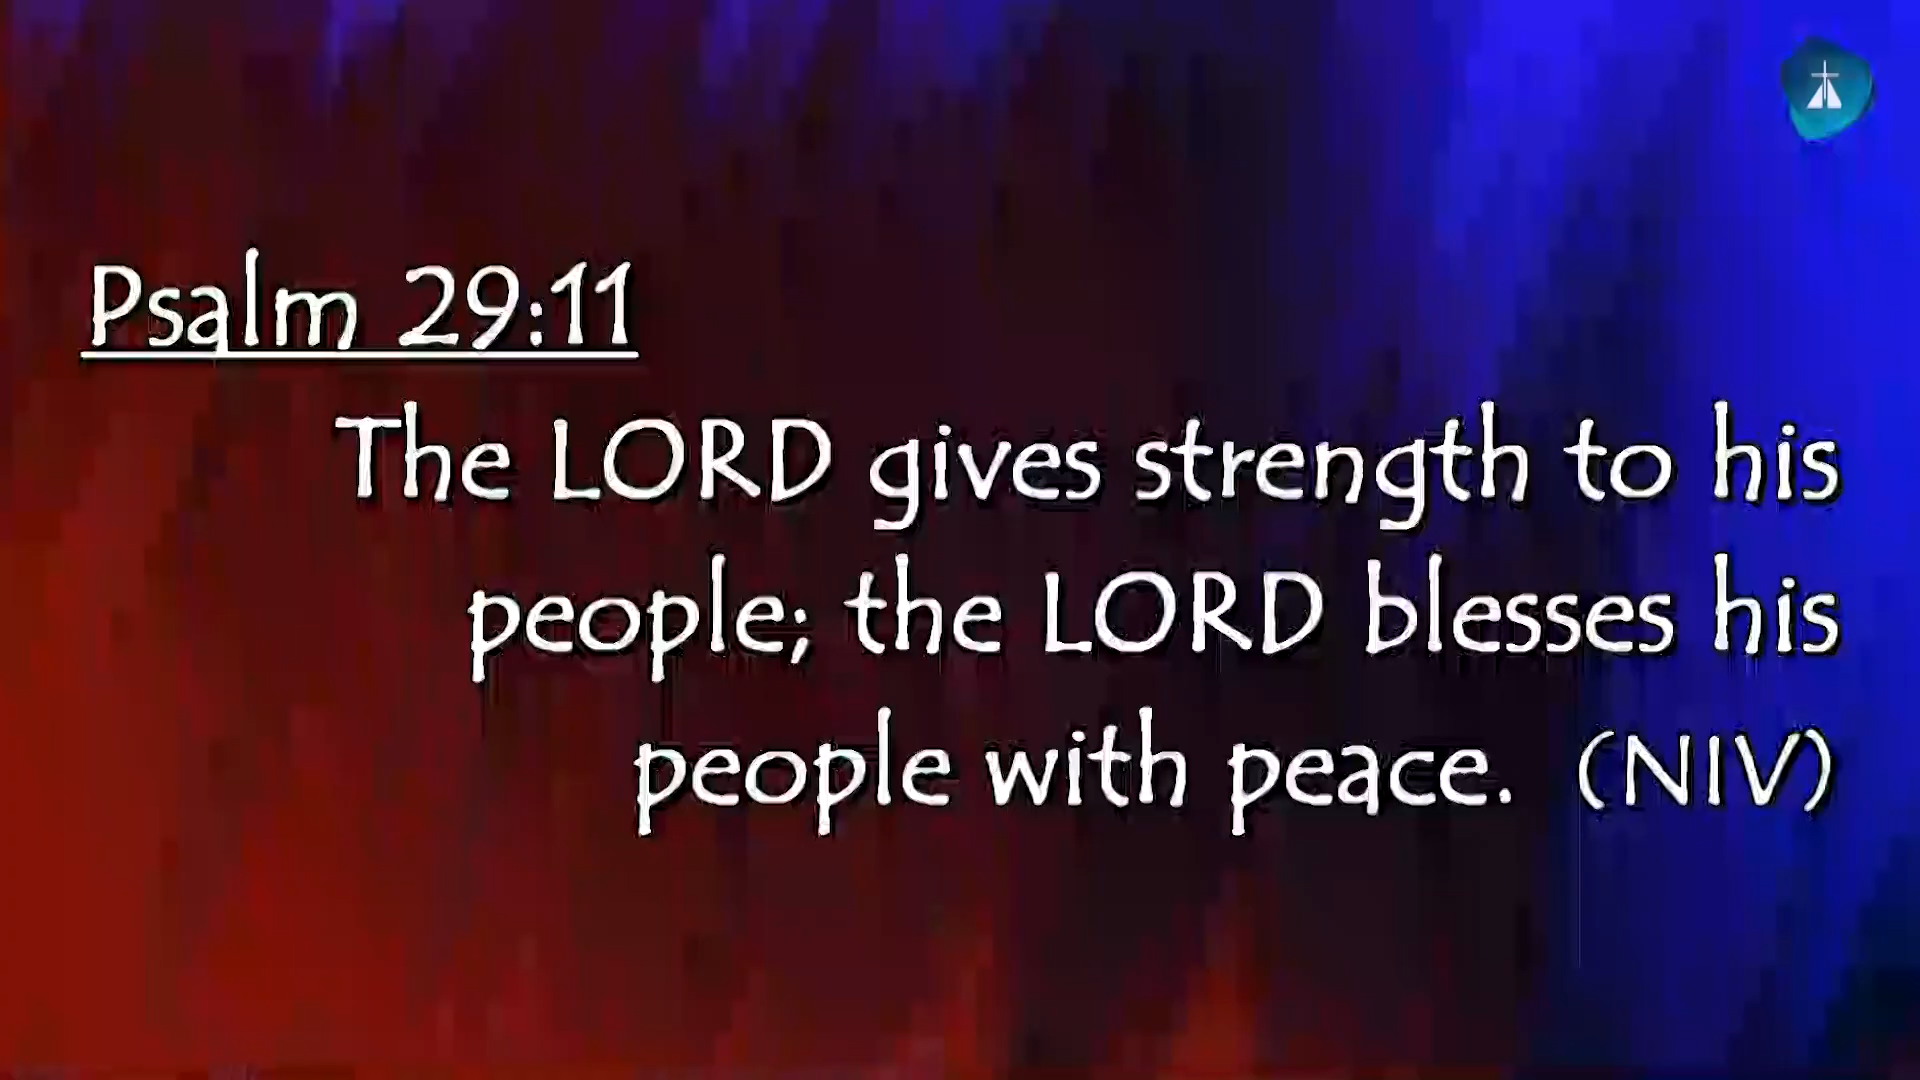 Psalm 29:11
The LORD gives strength to his
people; the LORD blesses his
people with peace. (NIV)